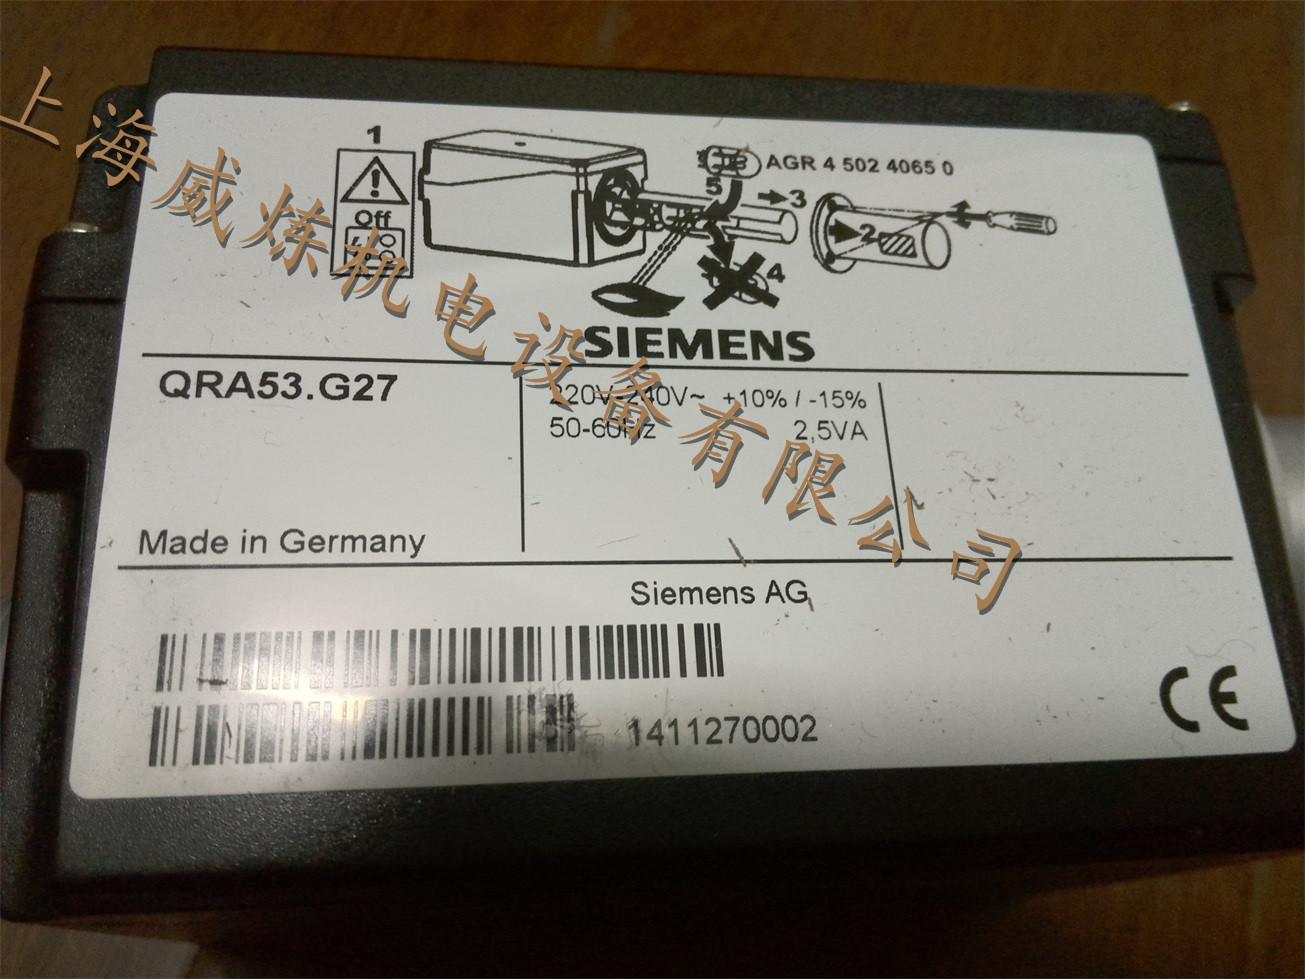 上海威炼机电设备有限公司
1
Off
5
AGR 4 502 4065 0
3
2
4
SIEMENS
QRA53.G27
220V-240V~ +10% / -15%
50-60Hz 2,5VA
Made in Germany
Siemens AG
1411270002
CE